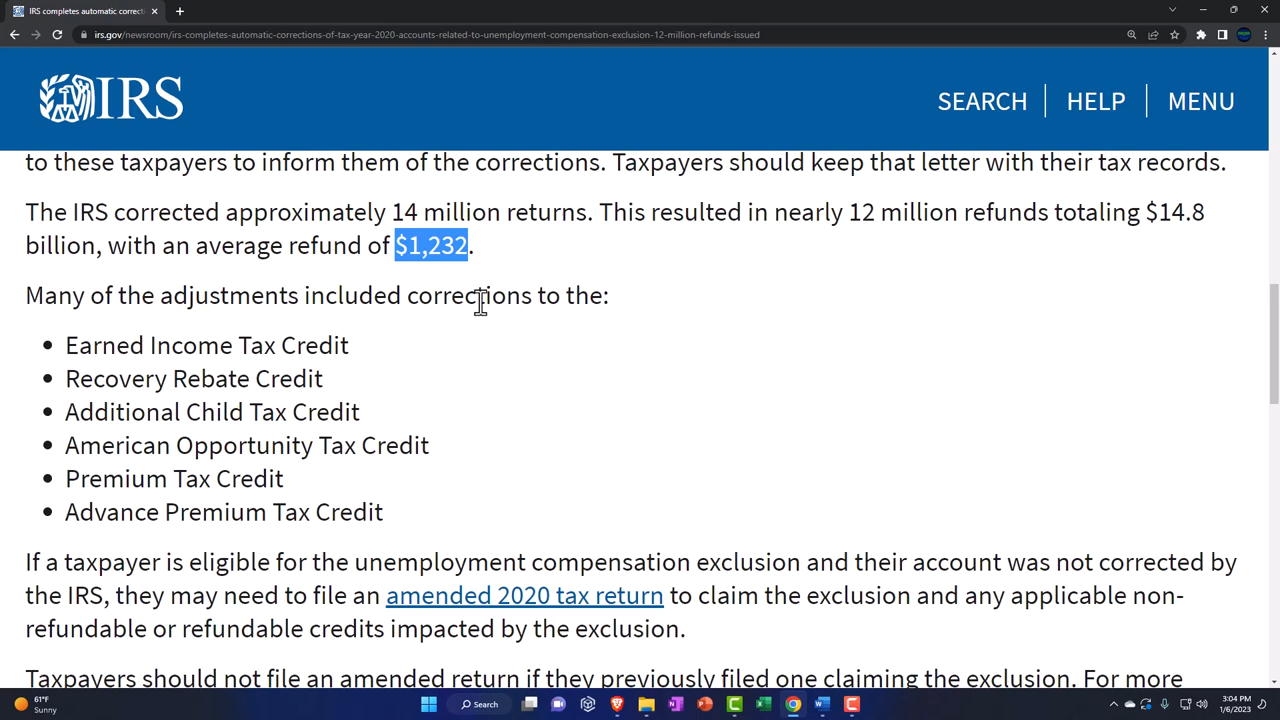 IRS completes automatic correcti
irs.gov/newsroom/irs-completes-automatic-corrections-of-tax-year-2020-accounts-related-to-unemployment-compensation-exclusion-12-million-refunds-issued
IRS
SEARCH HELP MENU
to these taxpayers to inform them of the corrections. Taxpayers should keep that letter with their tax records.
The IRS corrected approximately 14 million returns. This resulted in nearly 12 million refunds totaling $14.8
billion, with an average refund of $1,232.
Many of the adjustments included corrections to the:
• Earned Income Tax Credit
• Recovery Rebate Credit
• Additional Child Tax Credit
• American Opportunity Tax Credit
• Premium Tax Credit
• Advance Premium Tax Credit
If a taxpayer is eligible for the unemployment compensation exclusion and their account was not corrected by
the IRS, they may need to file an amended 2020 tax return to claim the exclusion and any applicable non-
refundable or refundable credits impacted by the exclusion.
Taxpayers should not file an amended return if they previously filed one claiming the exclusion. For more
61°F
Sunny
Search
3:04 PM
1/6/2023